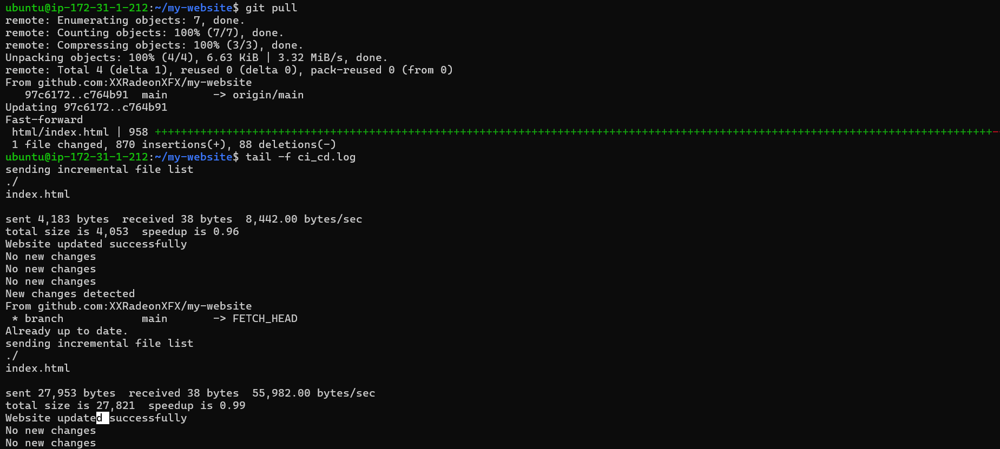 ubuntu@ip-172-31-1-212:~/my-website$ git pull
remote: Enumerating objects: 7, done.
remote: Counting objects: 100% (7/7), done.
remote: Compressing objects: 100% (3/3), done.
Unpacking objects: 100% (4/4), 6.63 KiB | 3.32 MiB/s, done.
remote: Total 4 (delta 1), reused 0 (delta 0), pack-reused 0 (from 0)
From github.com:XXRadeonXFX/my-website
   97c6172..c764b91  main       -> origin/main
Updating 97c6172..c764b91
Fast-forward
 html/index.html | 958 +++++++++++++++++++++++++++++++++++++++++++++++++++++++++++++++++++++++++++++++++++++++++++++++++++++++++++++++++++++++++++++++++--
 1 file changed, 870 insertions(+), 88 deletions(-)
ubuntu@ip-172-31-1-212:~/my-website$ tail -f ci_cd.log
sending incremental file list
./
index.html

sent 4,183 bytes  received 38 bytes  8,442.00 bytes/sec
total size is 4,053  speedup is 0.96
Website updated successfully
No new changes
No new changes
No new changes
New changes detected
From github.com:XXRadeonXFX/my-website
 * branch            main       -> FETCH_HEAD
Already up to date.
sending incremental file list
./
index.html

sent 27,953 bytes  received 38 bytes  55,982.00 bytes/sec
total size is 27,821  speedup is 0.99
Website updated successfully
No new changes
No new changes